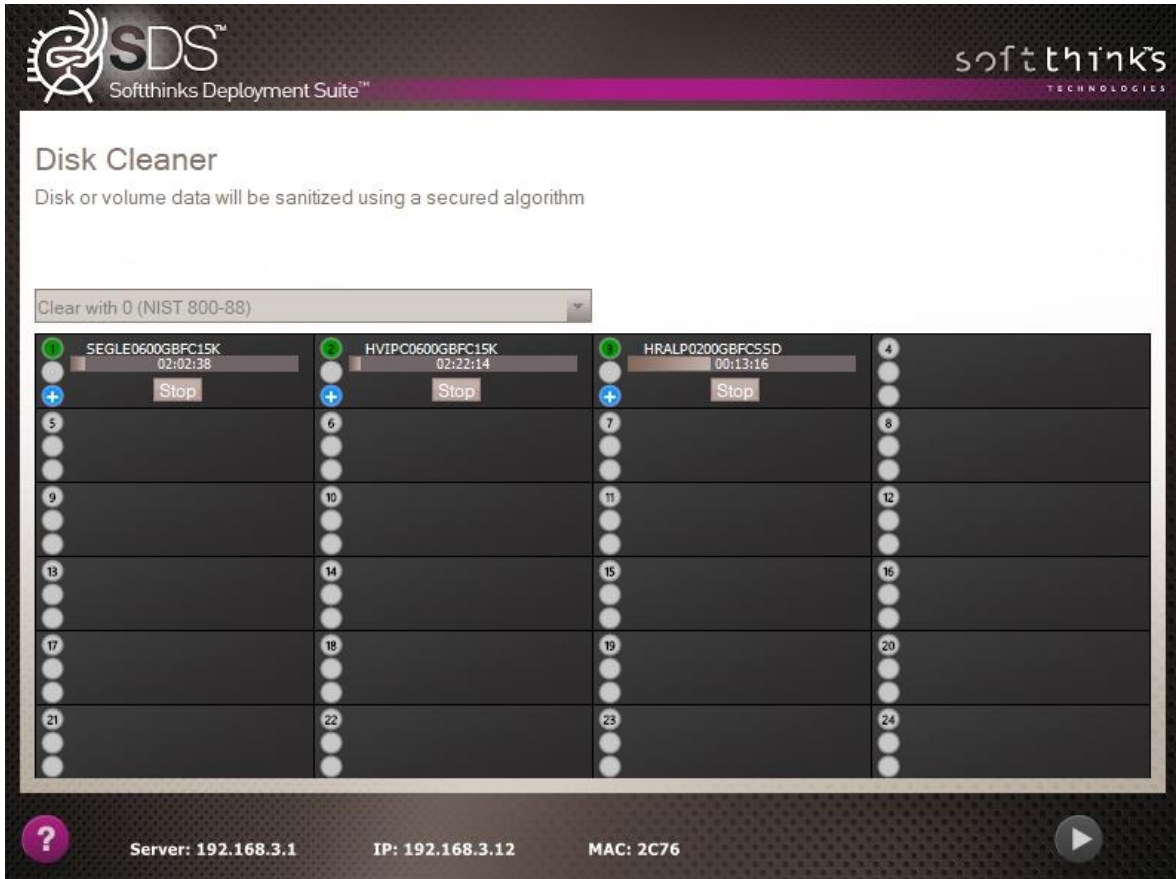 SDS™
Softthinks Deployment Suite™
softthinks™
TECHNOLOGIES
Disk Cleaner
Disk or volume data will be sanitized using a secured algorithm
Clear with 0 (NIST 800-88)
1 SEGLE0600GBFC15K
02:02:38
Stop
2 HVIPC0600GBFC15K
02:22:14
Stop
3 HRALP0200GBFCSSD
00:13:16
Stop
4
5 6 7 8
9 10 11 12
13 14 15 16
17 18 19 20
21 22 23 24
? Server: 192.168.3.1 IP: 192.168.3.12 MAC: 2C76